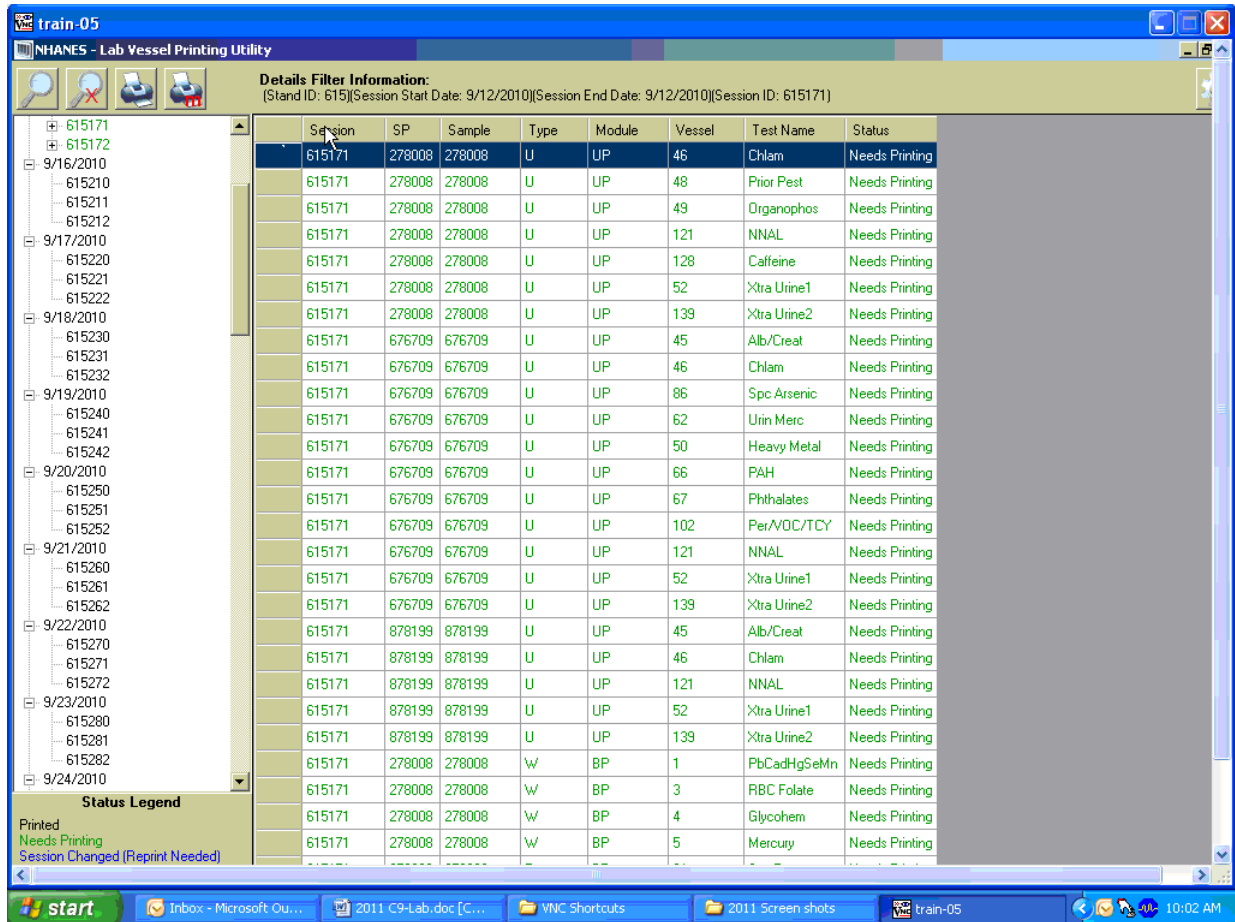 train-05
NHANES - Lab Vessel Printing Utility
Details Filter Information:
(Stand ID: 615)(Session Start Date: 9/12/2010)(Session End Date: 9/12/2010)(Session ID: 615171)
615171
615172
9/16/2010
615210
615211
615212
9/17/2010
615220
615221
615222
9/18/2010
615230
615231
615232
9/19/2010
615240
615241
615242
9/20/2010
615250
615251
615252
9/21/2010
615260
615261
615262
9/22/2010
615270
615271
615272
9/23/2010
615280
615281
615282
9/24/2010
Status Legend
Printed
Needs Printing
Session Changed (Reprint Needed)
Session SP Sample Type Module Vessel Test Name Status
615171 278008 278008 U UP 46 Chlam Needs Printing
615171 278008 278008 U UP 48 Prior Pest Needs Printing
615171 278008 278008 U UP 49 Organophos Needs Printing
615171 278008 278008 U UP 121 NNAL Needs Printing
615171 278008 278008 U UP 128 Caffeine Needs Printing
615171 278008 278008 U UP 52 Xtra Urine1 Needs Printing
615171 278008 278008 U UP 139 Xtra Urine2 Needs Printing
615171 676709 676709 U UP 45 Alb/Creat Needs Printing
615171 676709 676709 U UP 46 Chlam Needs Printing
615171 676709 676709 U UP 86 Spc Arsenic Needs Printing
615171 676709 676709 U UP 62 Urin Merc Needs Printing
615171 676709 676709 U UP 50 Heavy Metal Needs Printing
615171 676709 676709 U UP 66 PAH Needs Printing
615171 676709 676709 U UP 67 Phthalates Needs Printing
615171 676709 676709 U UP 102 Per/VOC/TCY Needs Printing
615171 676709 676709 U UP 121 NNAL Needs Printing
615171 676709 676709 U UP 52 Xtra Urine1 Needs Printing
615171 676709 676709 U UP 139 Xtra Urine2 Needs Printing
615171 878199 878199 U UP 45 Alb/Creat Needs Printing
615171 878199 878199 U UP 46 Chlam Needs Printing
615171 878199 878199 U UP 121 NNAL Needs Printing
615171 878199 878199 U UP 52 Xtra Urine1 Needs Printing
615171 878199 878199 U UP 139 Xtra Urine2 Needs Printing
615171 278008 278008 W BP 1 PbCadHgSeMn Needs Printing
615171 278008 278008 W BP 3 RBC Folate Needs Printing
615171 278008 278008 W BP 4 Glycohem Needs Printing
615171 278008 278008 W BP 5 Mercury Needs Printing
start Inbox - Microsoft Ou... 2011 C9-Lab.doc [C... VNC Shortcuts 2011 Screen shots train-05 10:02 AM